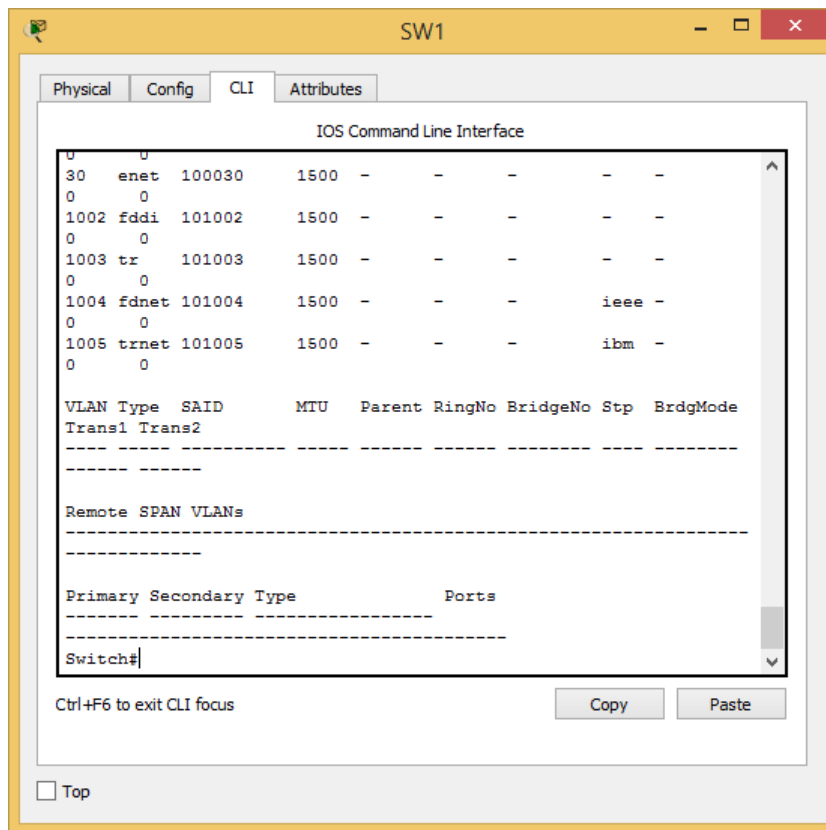 SW1
Physical Config CLI Attributes
IOS Command Line Interface
0 0
30 enet 100030 1500 - - - - -
0 0
1002 fddi 101002 1500 - - - - -
0 0
1003 tr 101003 1500 - - - - -
0 0
1004 fdnet 101004 1500 - - - ieee -
0 0
1005 trnet 101005 1500 - - - ibm -
0 0
VLAN Type SAID MTU Parent RingNo BridgeNo Stp BrdgMode
Trans1 Trans2
---- ----- ---------- ----- ------ ------ -------- ---- --------
------ ------
Remote SPAN VLANs
-----------------------------------------------------------------
-------------
Primary Secondary Type Ports
------- --------- -----------------
------------------------------------------
Switch#
Ctrl+F6 to exit CLI focus
Copy Paste
Top